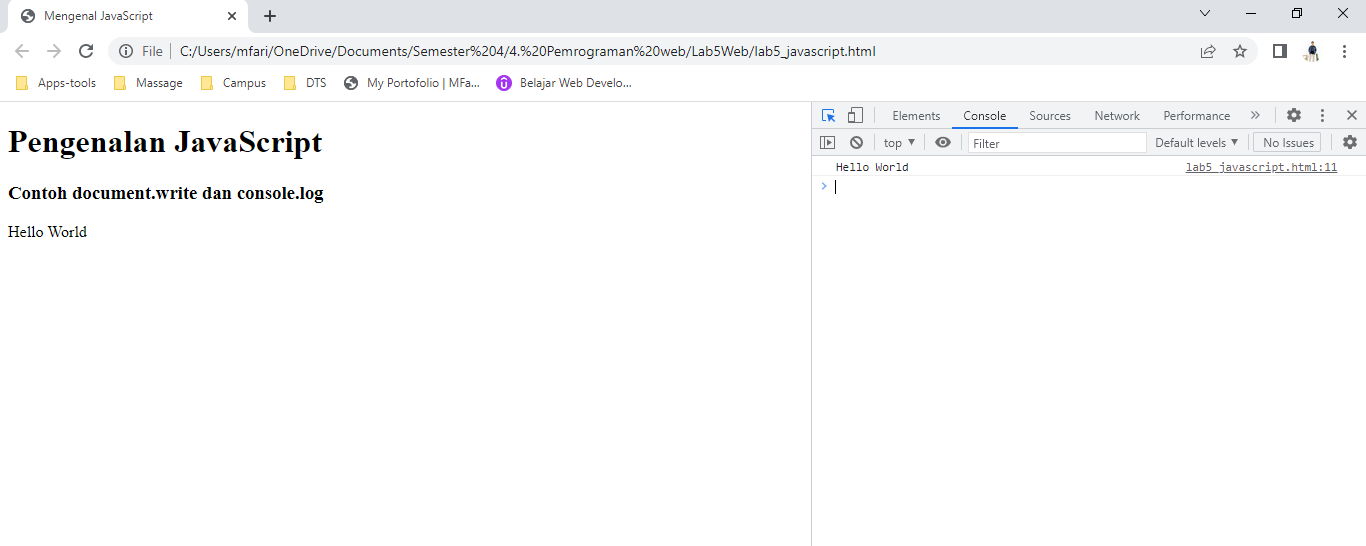 Mengenal JavaScript
File C:/Users/mfari/OneDrive/Documents/Semester%204/4.%20Pemrograman%20web/Lab5Web/lab5_javascript.html
Apps-tools Massage Campus DTS My Portofolio | MFa... Belajar Web Develo...
Pengenalan JavaScript
Contoh document.write dan console.log
Hello World
Elements Console Sources Network Performance »
top ▼ Filter Default levels ▼ No Issues
Hello World lab5_javascript.html:11